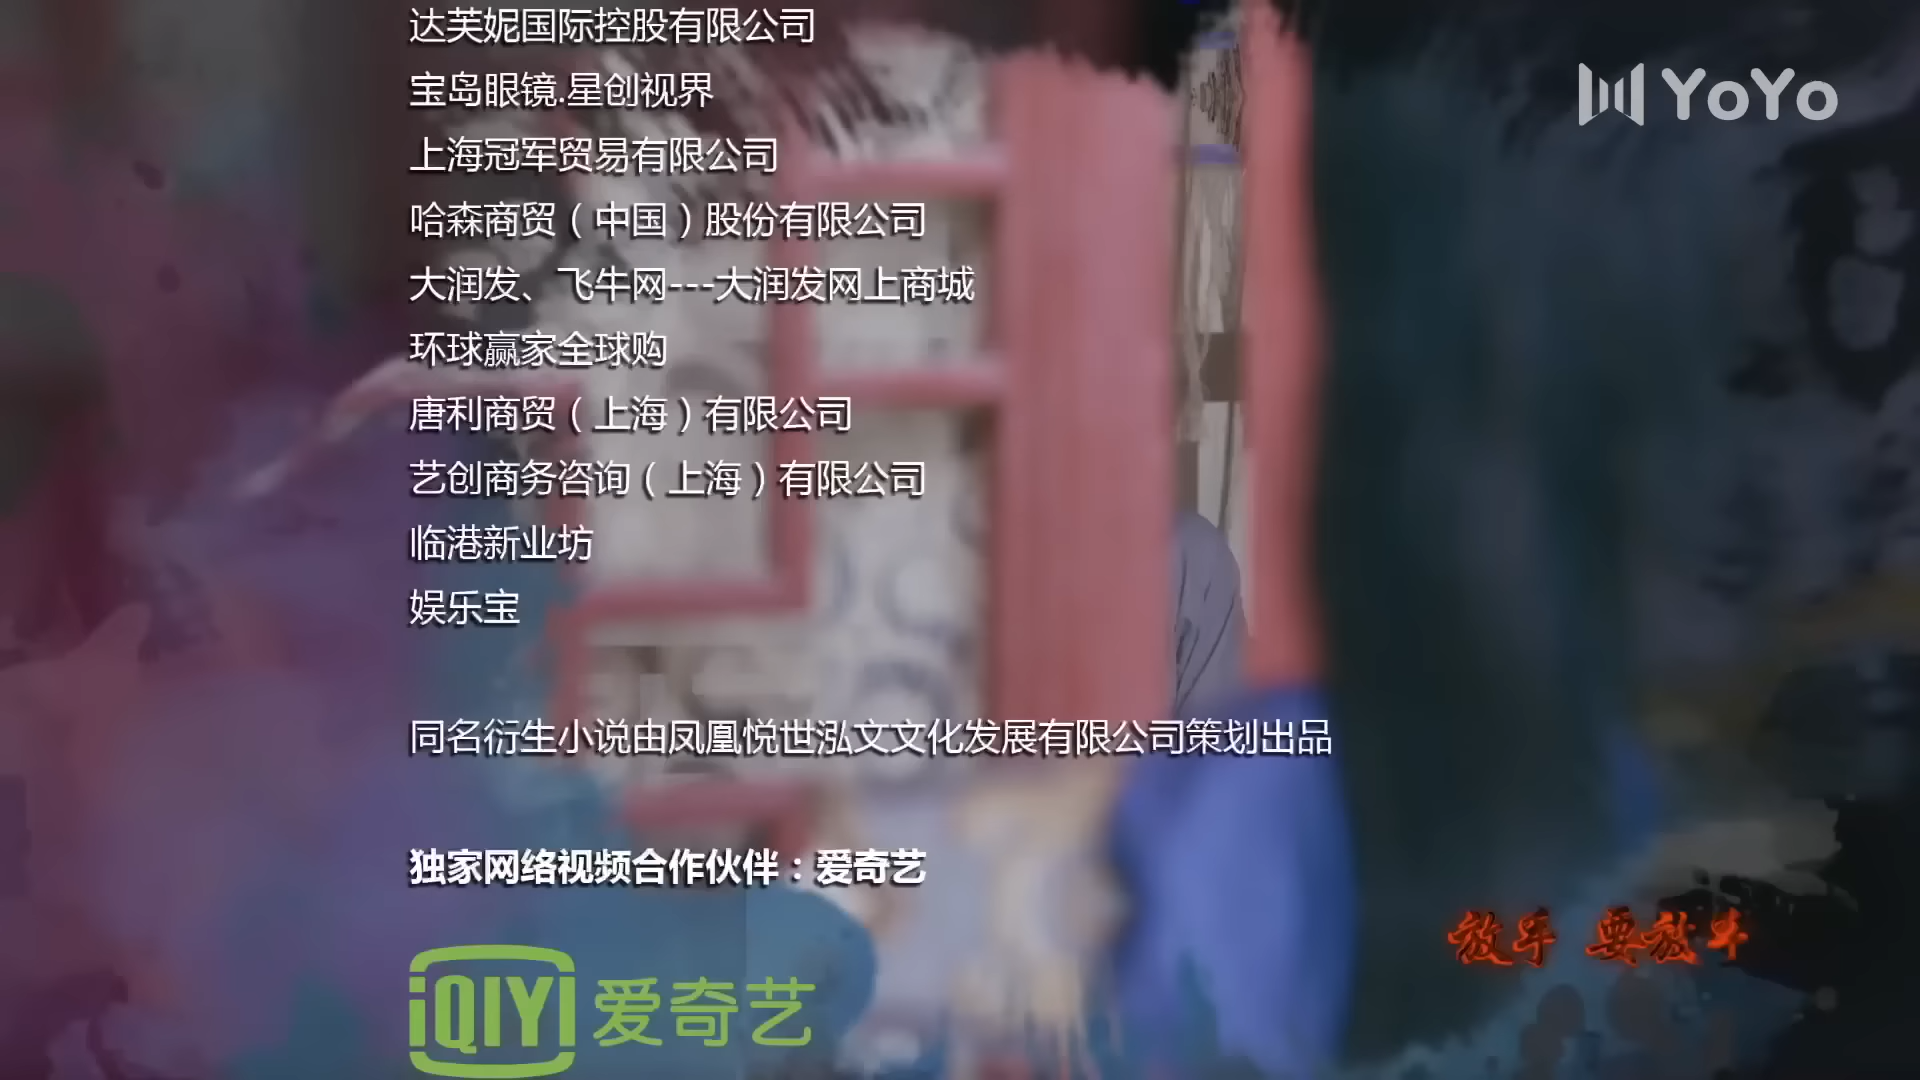 达芙妮国际控股有限公司
YoYo
宝岛眼镜.星创视界
上海冠军贸易有限公司
哈森商贸（中国）股份有限公司
大润发、飞牛网---大润发网上商城
环球赢家全球购
唐利商贸（上海）有限公司
艺创商务咨询（上海）有限公司
临港新业坊
娱乐宝
同名衍生小说由凤凰悦世泓文文化发展有限公司策划出品
独家网络视频合作伙伴：爱奇艺
放手 要放手
iQIYI 爱奇艺